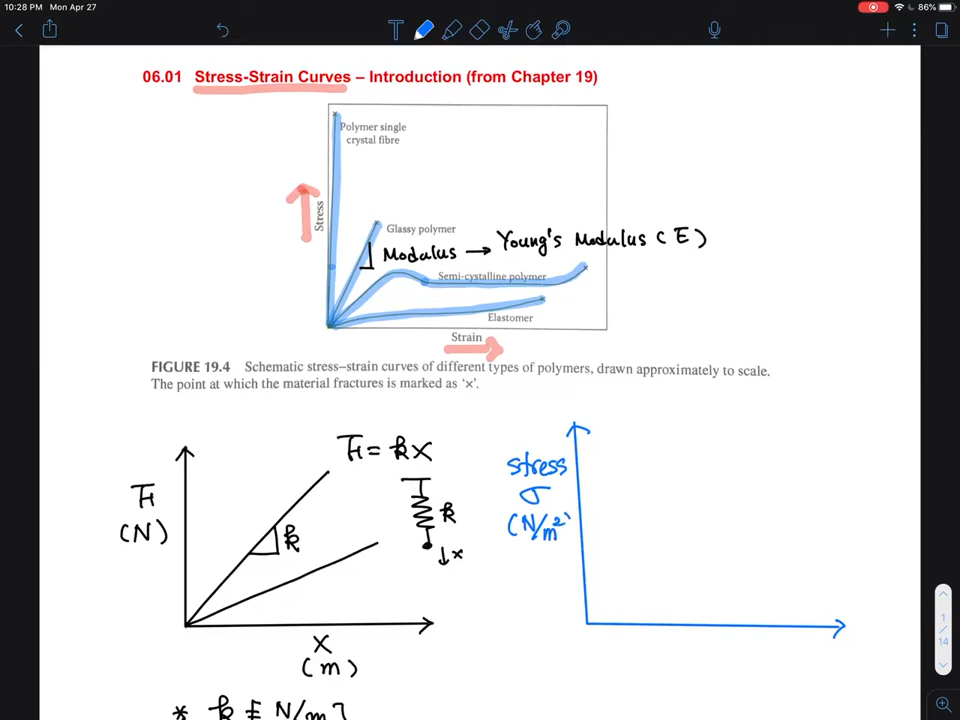 10:28 PM Mon Apr 27
86%
06.01 Stress-Strain Curves – Introduction (from Chapter 19)
Polymer single
crystal fibre
Stress
Glassy polymer
Modulus → Young's Modulus (E)
Semi-cystalline polymer
Elastomer
Strain
FIGURE 19.4 Schematic stress–strain curves of different types of polymers, drawn approximately to scale.
The point at which the material fractures is marked as ‘×’.
F = kx
F
(N)
k
k
↓x
x
(m)
stress
σ
(N/m²)
1
/
14
* k [N/m]